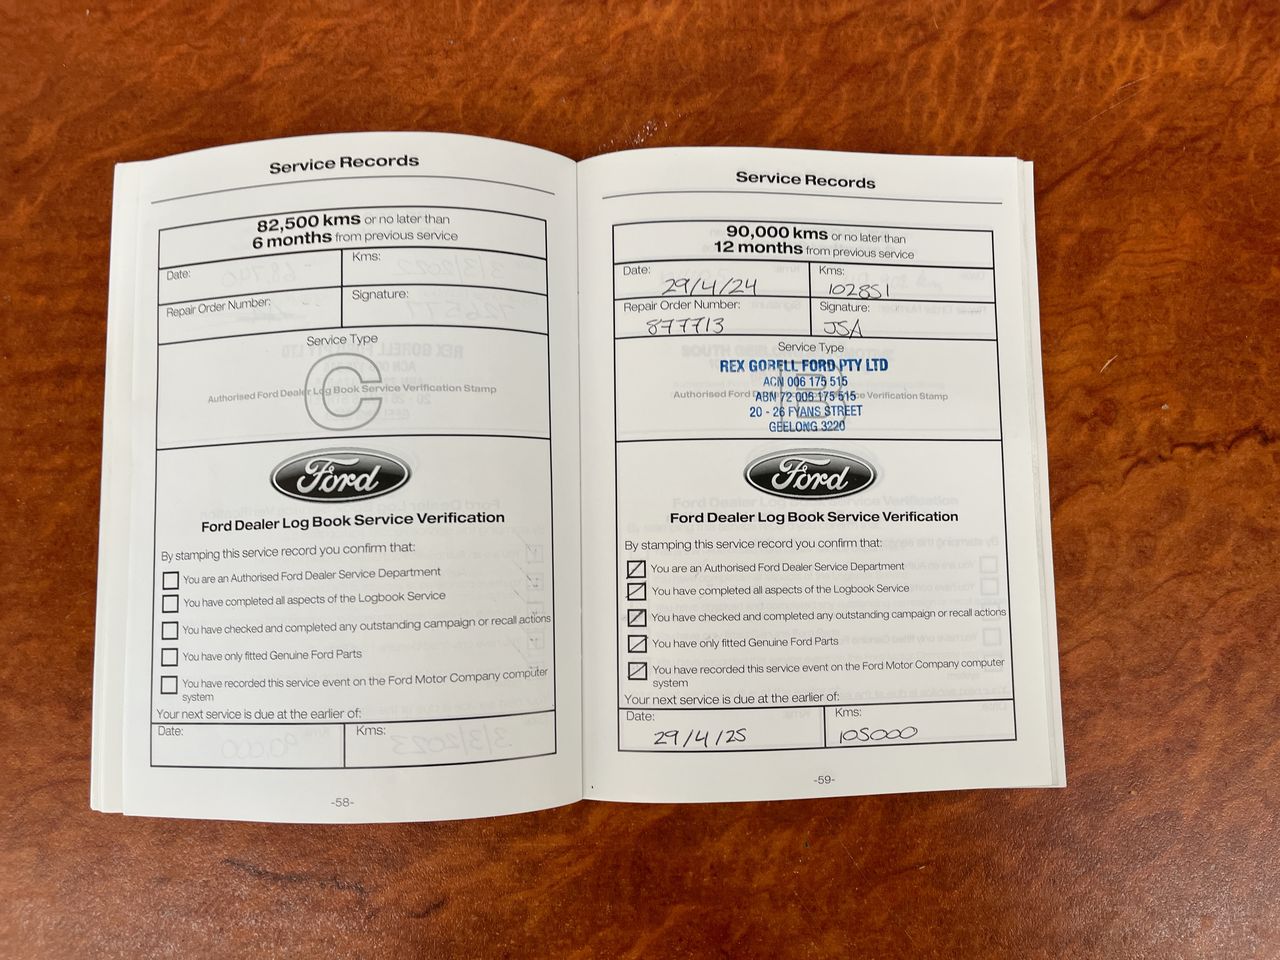 Service Records
82,500 kms or no later than
6 months from previous service
Date:
Kms:
Repair Order Number:
Signature:
Service Type
C
Authorised Ford Dealer Log Book Service Verification Stamp
Ford
Ford Dealer Log Book Service Verification
By stamping this service record you confirm that:
You are an Authorised Ford Dealer Service Department
You have completed all aspects of the Logbook Service
You have checked and completed any outstanding campaign or recall actions
You have only fitted Genuine Ford Parts
You have recorded this service event on the Ford Motor Company computer
system
Your next service is due at the earlier of:
Date:
Kms:
-58-
Service Records
90,000 kms or no later than
12 months from previous service
Date: 29/4/24
Kms: 102851
Repair Order Number: 877713
Signature: JSA
Service Type
B
REX GORELL FORD PTY LTD
ACN 006 175 515
Authorised Ford Dealer Log Book Service Verification Stamp
ABN 72 006 175 515
20 - 26 FYANS STREET
GEELONG 3220
Ford
Ford Dealer Log Book Service Verification
By stamping this service record you confirm that:
You are an Authorised Ford Dealer Service Department
You have completed all aspects of the Logbook Service
You have checked and completed any outstanding campaign or recall actions
You have only fitted Genuine Ford Parts
You have recorded this service event on the Ford Motor Company computer
system
Your next service is due at the earlier of:
Date: 29/4/25
Kms: 105000
-59-